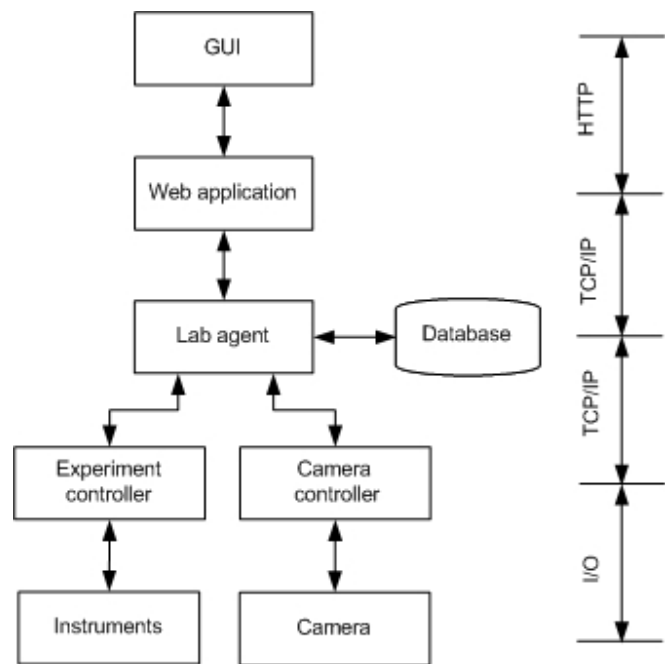 GUI
HTTP
Web application
TCP/IP
Lab agent
Database
TCP/IP
Experiment
controller
Camera
controller
I/O
Instruments
Camera